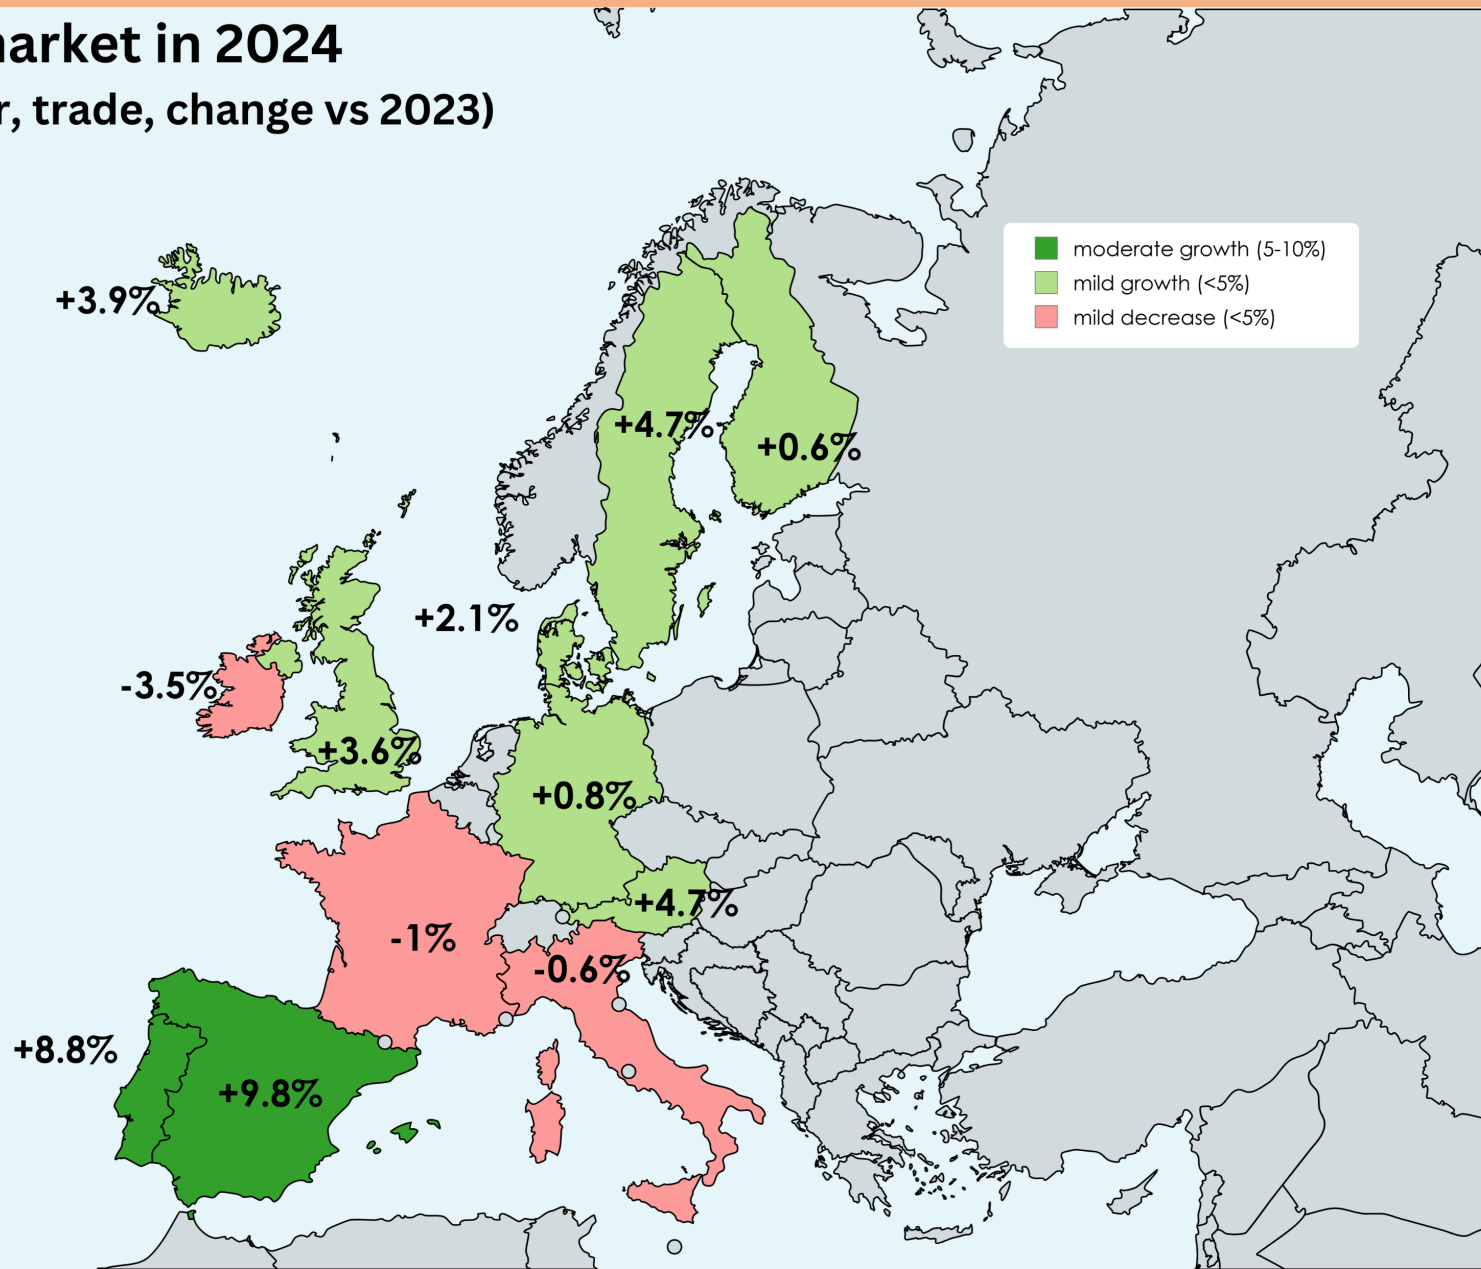 arket in 2024
, trade, change vs 2023)
moderate growth (5-10%)
+3.9%
mild growth (<5%)
mild decrease (<5%)
+4.7%
+0.6%
+2.1%
-3.5%
+3.6%
+0.8%
+4.7%
-1%
-0.6%
+8.8%
+9.8%